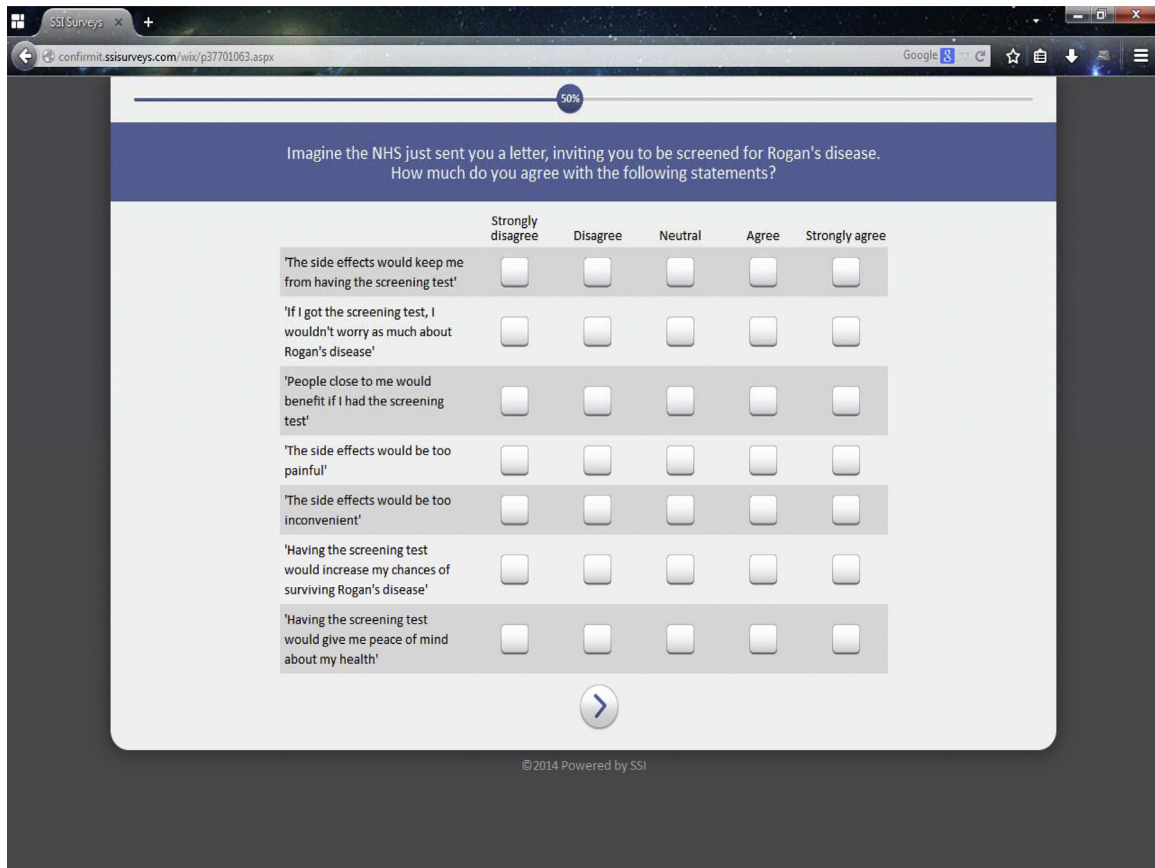 SSI Surveys × +
confirmit.ssisurveys.com/wix/p37701063.aspx
Google 8
50%
Imagine the NHS just sent you a letter, inviting you to be screened for Rogan's disease.
How much do you agree with the following statements?
Strongly
disagree Disagree Neutral Agree Strongly agree
'The side effects would keep me
from having the screening test'
'If I got the screening test, I
wouldn't worry as much about
Rogan's disease'
'People close to me would
benefit if I had the screening
test'
'The side effects would be too
painful'
'The side effects would be too
inconvenient'
'Having the screening test
would increase my chances of
surviving Rogan's disease'
'Having the screening test
would give me peace of mind
about my health'
©2014 Powered by SSI